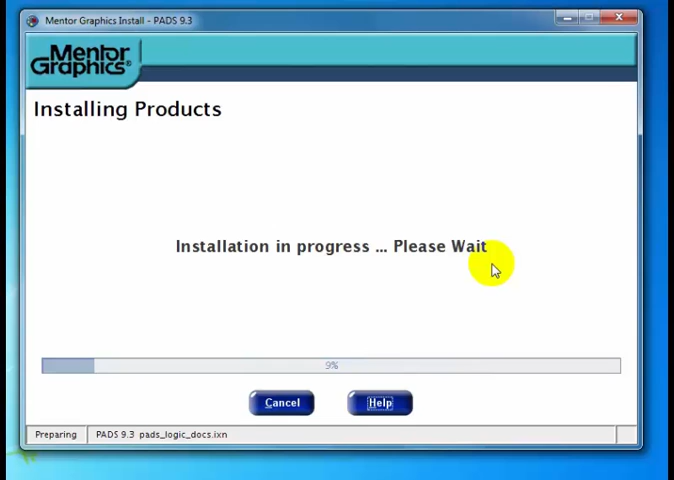 Mentor Graphics Install - PADS 9.3
Mentor
Graphics®
Installing Products
Installation in progress ... Please Wait
9%
Cancel
Help
Preparing
PADS 9.3 pads_logic_docs.ixn